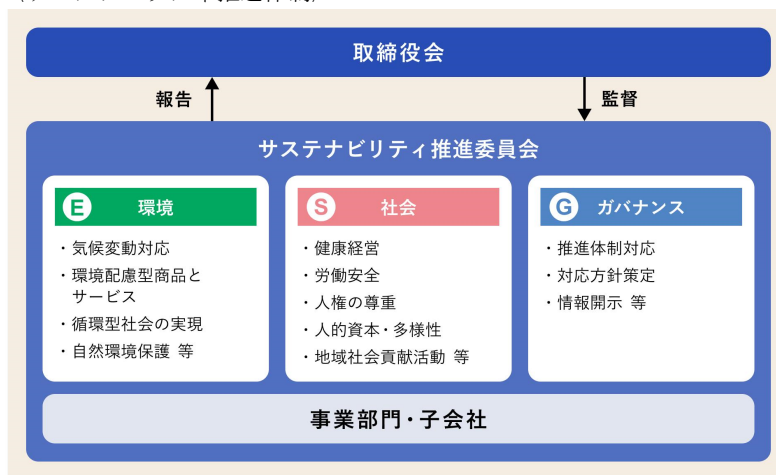 取締役会
報告
監督
サステナビリティ推進委員会
E 環境
・気候変動対応
・環境配慮型商品と
サービス
・循環型社会の実現
・自然環境保護 等
S 社会
・健康経営
・労働安全
・人権の尊重
・人的資本・多様性
・地域社会貢献活動 等
G ガバナンス
・推進体制対応
・対応方針策定
・情報開示 等
事業部門・子会社